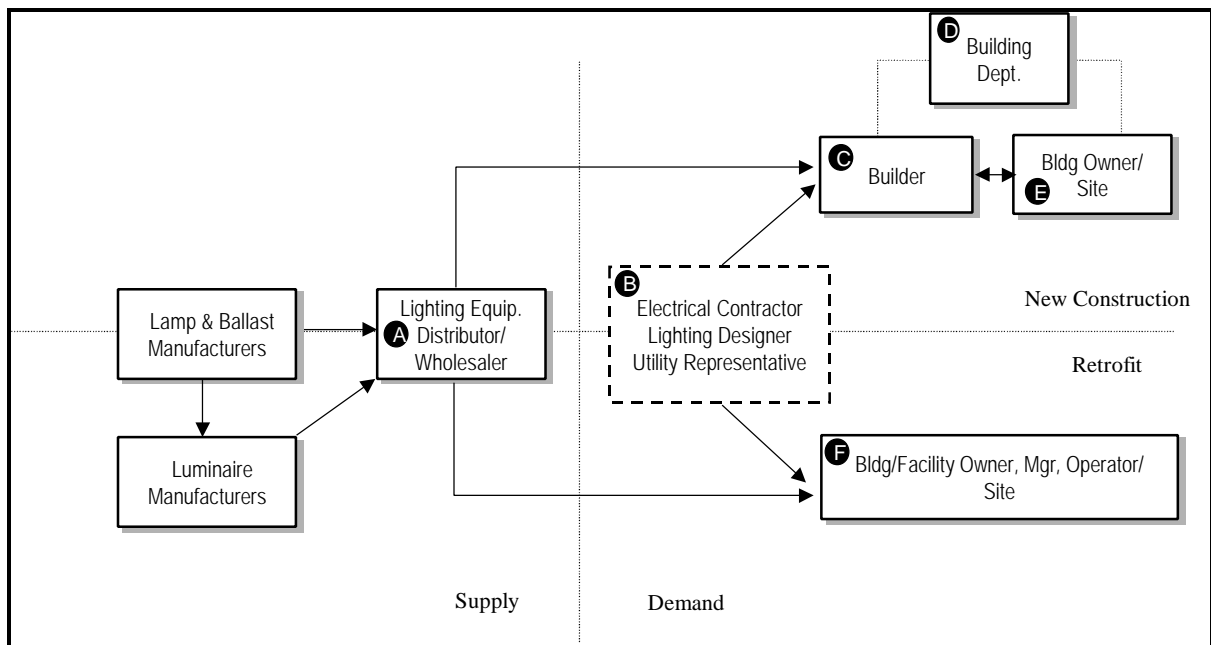 D
Building
Dept.
C
Builder
Bldg Owner/
E
Site
B
Electrical Contractor
Lighting Designer
Utility Representative
New Construction
Lamp & Ballast
Manufacturers
Lighting Equip.
A
Distributor/
Wholesaler
Retrofit
Luminaire
Manufacturers
F
Bldg/Facility Owner, Mgr, Operator/
Site
Supply
Demand